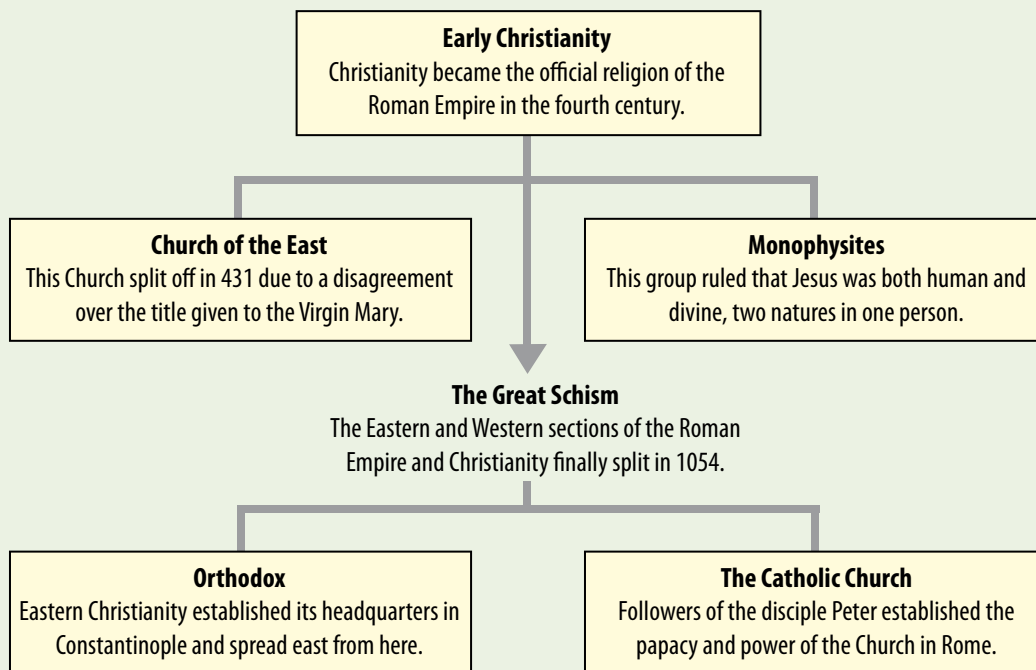 Early Christianity
Christianity became the official religion of the
Roman Empire in the fourth century.
Church of the East
This Church split off in 431 due to a disagreement
over the title given to the Virgin Mary.
Monophysites
This group ruled that Jesus was both human and
divine, two natures in one person.
The Great Schism
The Eastern and Western sections of the Roman
Empire and Christianity finally split in 1054.
Orthodox
Eastern Christianity established its headquarters in
Constantinople and spread east from here.
The Catholic Church
Followers of the disciple Peter established the
papacy and power of the Church in Rome.